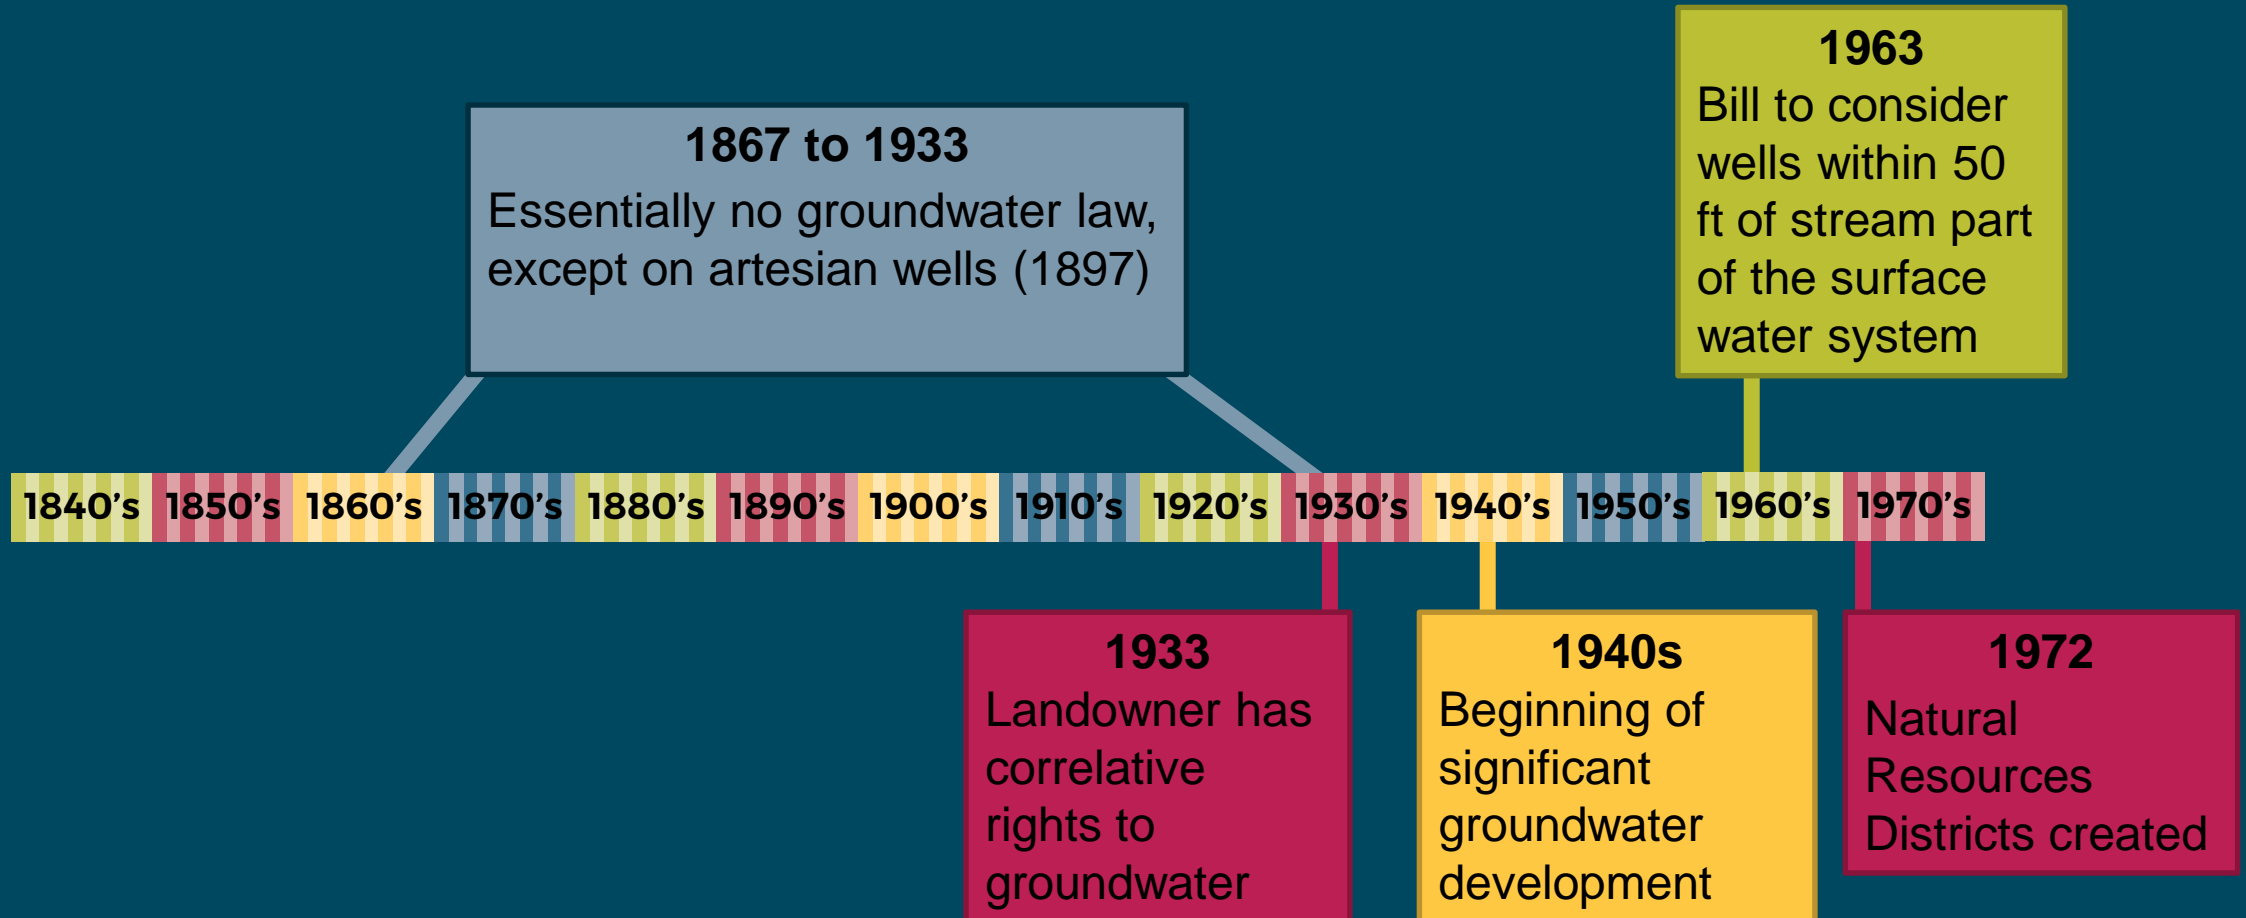 1963
Bill to consider
wells within 50
ft of stream part
of the surface
water system
1867 to 1933
Essentially no groundwater law,
except on artesian wells (1897)
1840’s 1850’s 1860’s 1870’s 1880’s 1890’s 1900’s 1910’s 1920’s 1930’s 1940’s 1950’s 1960’s 1970’s
1933
Landowner has
correlative
rights to
groundwater
1940s
Beginning of
significant
groundwater
development
1972
Natural
Resources
Districts created